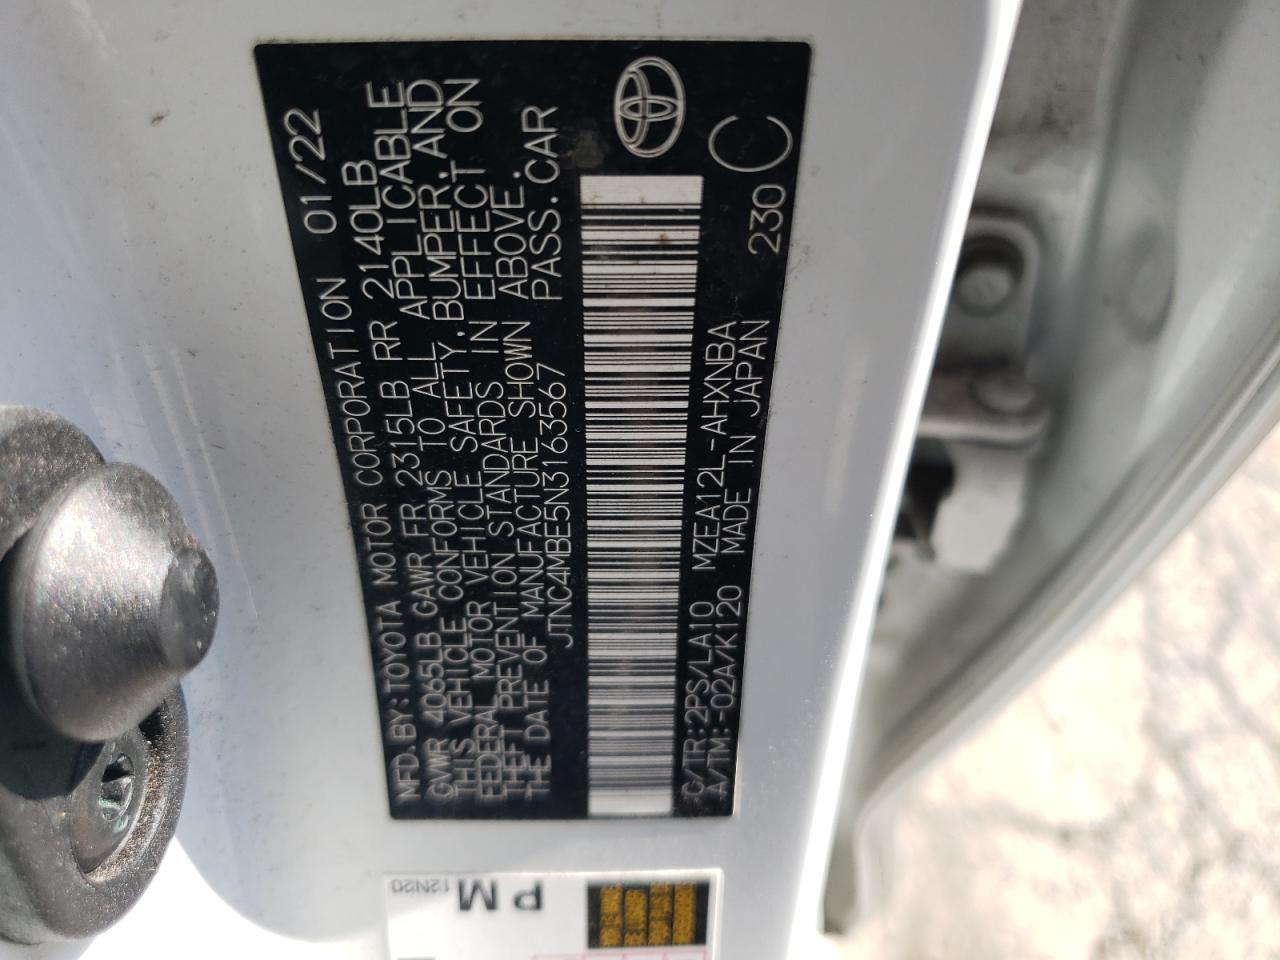 MFD.BY:TOYOTA MOTOR CORPORATION 01/22
GVWR 4065LB GAWR FR 2315LB RR 2140LB
THIS VEHICLE CONFORMS TO ALL APPLICABLE
FEDERAL MOTOR VEHICLE SAFETY,BUMPER,AND
THEFT PREVENTION STANDARDS IN EFFECT ON
THE DATE OF MANUFACTURE SHOWN ABOVE.
JTNC4MBE5N3163567 PASS.CAR
C/TR:2PS/LA10 MZEA12L-AHXNBA 230 C
A/TM:-02A/K120 MADE IN JAPAN
12N20
PM